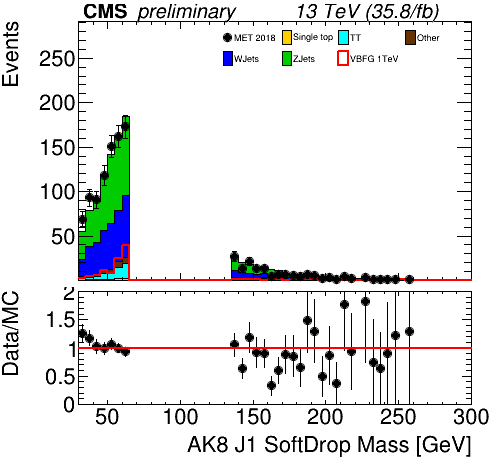 CMS preliminary 13 TeV (35.8/fb)
Events
MET 2018 Single top TT Other
WJets ZJets VBFG 1TeV
250
200
150
100
50
Data/MC
2
1.5
1
0.5
0
50 100 150 200 250 300
AK8 J1 SoftDrop Mass [GeV]